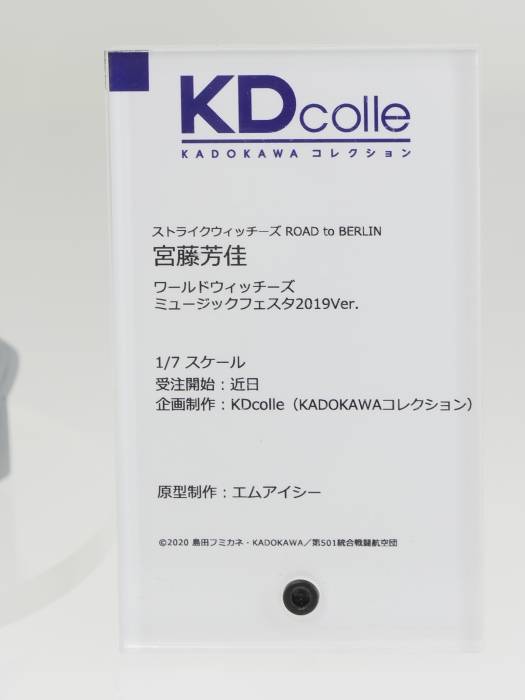 KDcolle
KADOKAWA コレクション
ストライクウィッチーズ ROAD to BERLIN
宮藤芳佳
ワールドウィッチーズ
ミュージックフェスタ2019Ver.
1/7 スケール
受注開始：近日
企画制作：KDcolle（KADOKAWAコレクション）
原型制作：エムアイシー
©2020 島田フミカネ・KADOKAWA／第501統合戦闘航空団